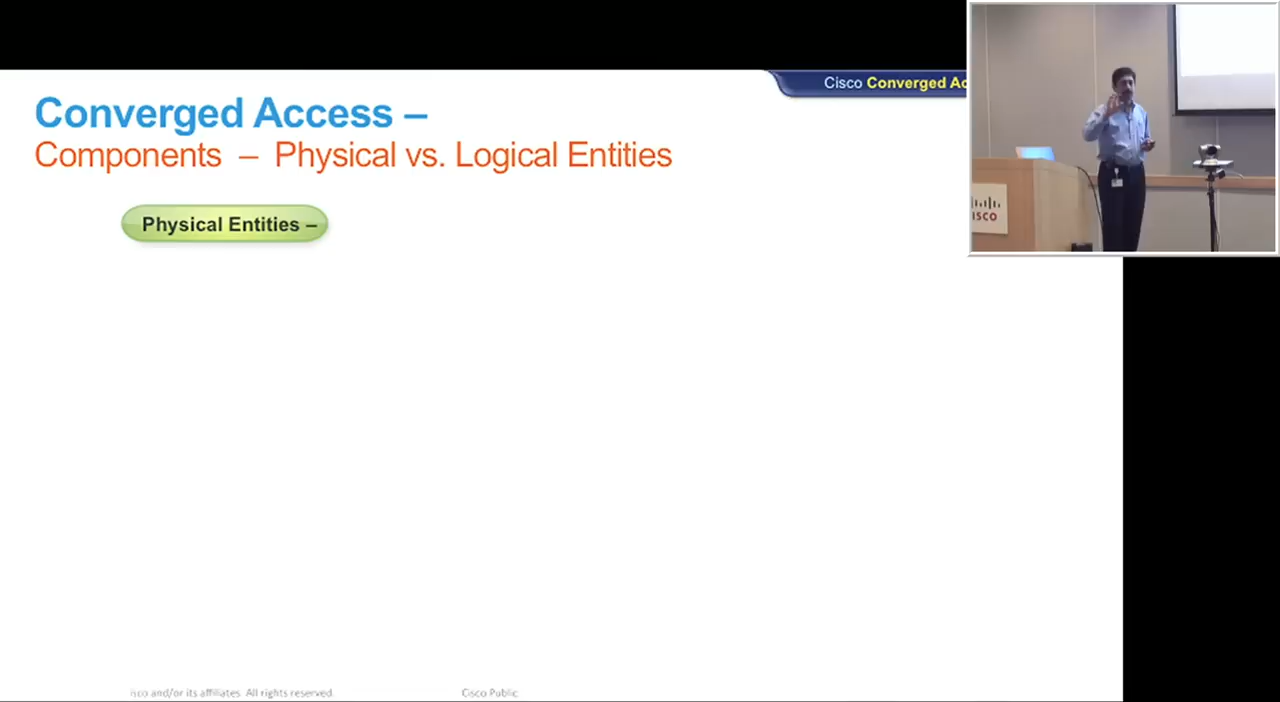 Cisco Converged Ac
Converged Access –
Components – Physical vs. Logical Entities
Physical Entities –
CISCO
isco and/or its affiliates. All rights reserved.
Cisco Public